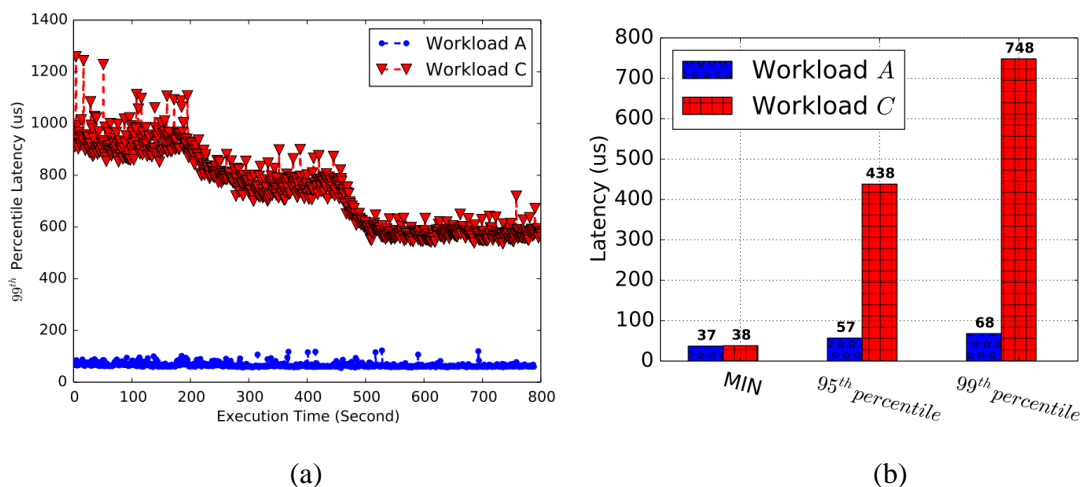 1400
1200
1000
800
600
400
200
0
99th Percentile Latency (us)
Workload A
Workload C
0 100 200 300 400 500 600 700 800
Execution Time (Second)
(a)
800
700
600
500
400
300
200
100
0
Latency (us)
Workload A
Workload C
37 38 57 438 68 748
MIN 95th percentile 99th percentile
(b)